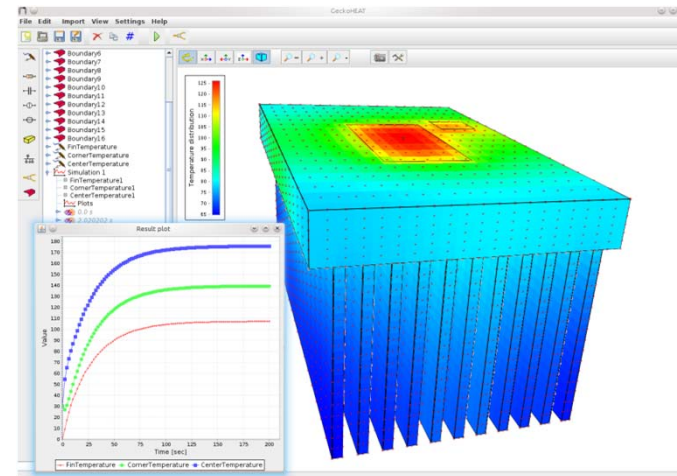 GeckoHEAT
File Edit Import View Settings Help
Boundary6
Boundary7
Boundary8
Boundary9
Boundary10
Boundary11
Boundary12
Boundary13
Boundary14
Boundary15
Boundary16
FinTemperature
CornerTemperature
CenterTemperature
Simulation 1
FinTemperature1
CornerTemperature1
CenterTemperature1
Plots
0.0 s
2.020202 s
Temperature distribution
125
120
115
110
105
100
95
90
85
80
75
70
65
Result plot
Value
180
170
160
150
140
130
120
110
100
90
80
70
60
50
40
30
20
10
0
0 25 50 75 100 125 150 175 200
Time [sec]
FinTemperature CornerTemperature CenterTemperature